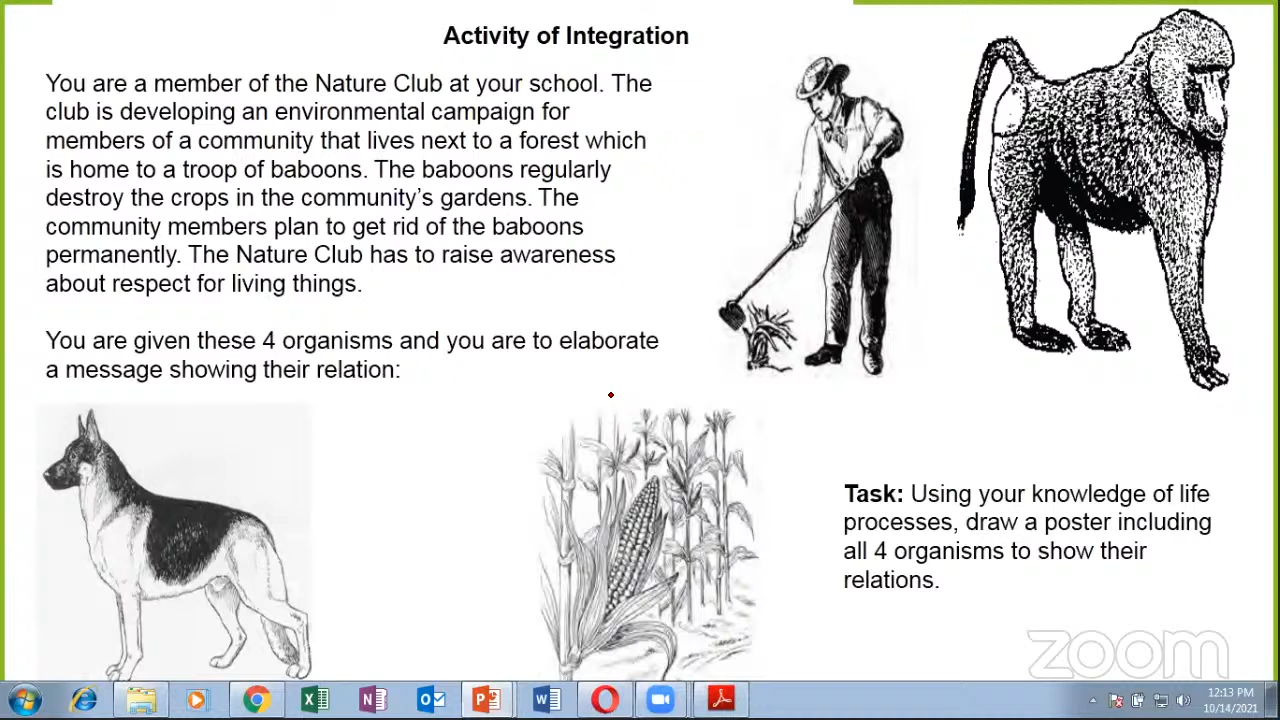 Activity of Integration
You are a member of the Nature Club at your school. The
club is developing an environmental campaign for
members of a community that lives next to a forest which
is home to a troop of baboons. The baboons regularly
destroy the crops in the community's gardens. The
community members plan to get rid of the baboons
permanently. The Nature Club has to raise awareness
about respect for living things.
You are given these 4 organisms and you are to elaborate
a message showing their relation:
Task: Using your knowledge of life
processes, draw a poster including
all 4 organisms to show their
relations.
zoom
12:13 PM
10/14/2021